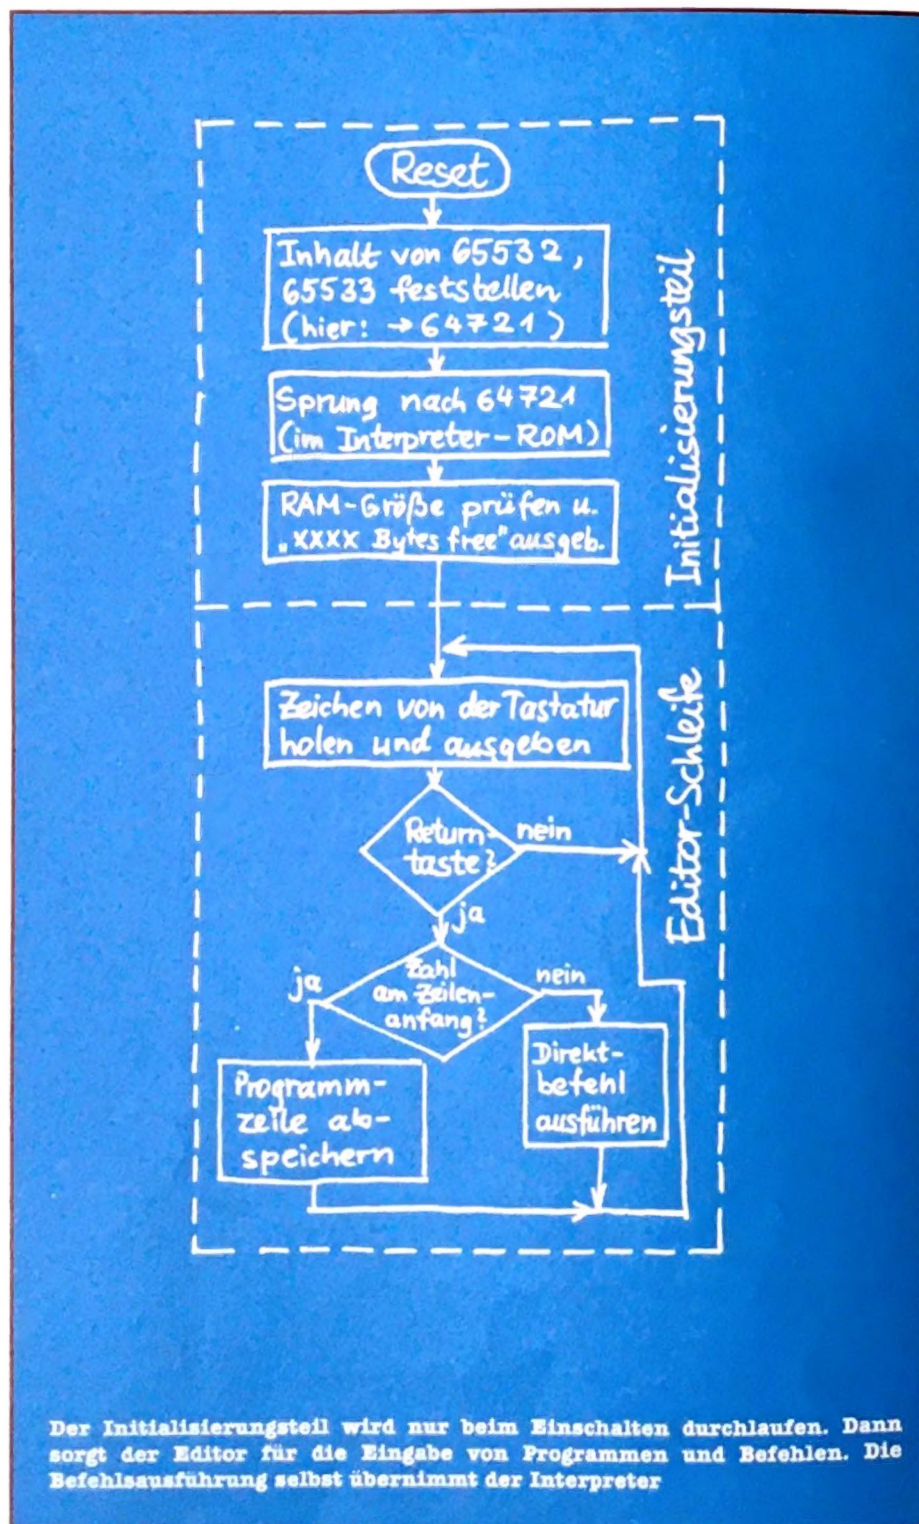 Reset
Inhalt von 65532,
65533 feststellen
(hier: → 64721)
Sprung nach 64721
(im Interpreter-ROM)
RAM-Größe prüfen u.
„XXXX Bytes free" ausgeb.
Initialisierungsteil
Zeichen von der Tastatur
holen und ausgeben
Return-
taste?
nein
ja
Zahl
am Zeilen-
anfang?
ja
nein
Programm-
zeile ab-
speichern
Direkt-
befehl
ausführen
Editor-Schleife
Der Initialisierungsteil wird nur beim Einschalten durchlaufen. Dann
sorgt der Editor für die Eingabe von Programmen und Befehlen. Die
Befehlsausführung selbst übernimmt der Interpreter